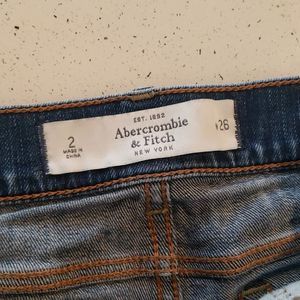 EST. 1892
Abercrombie
& Fitch
NEW YORK
2
MADE IN
CHINA
26